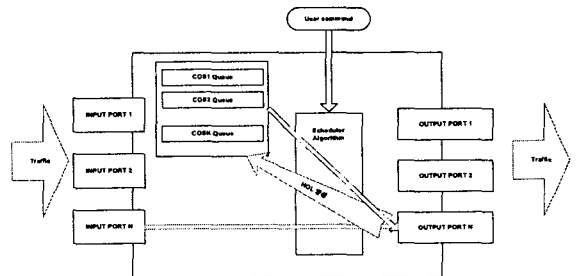 User command
COS1 Queue
COS2 Queue
COSN Queue
INPUT PORT 1
INPUT PORT 2
INPUT PORT N
Traffic
Scheduler
Algorithm
HOL
OUTPUT PORT 1
OUTPUT PORT 2
OUTPUT PORT N
Traffic